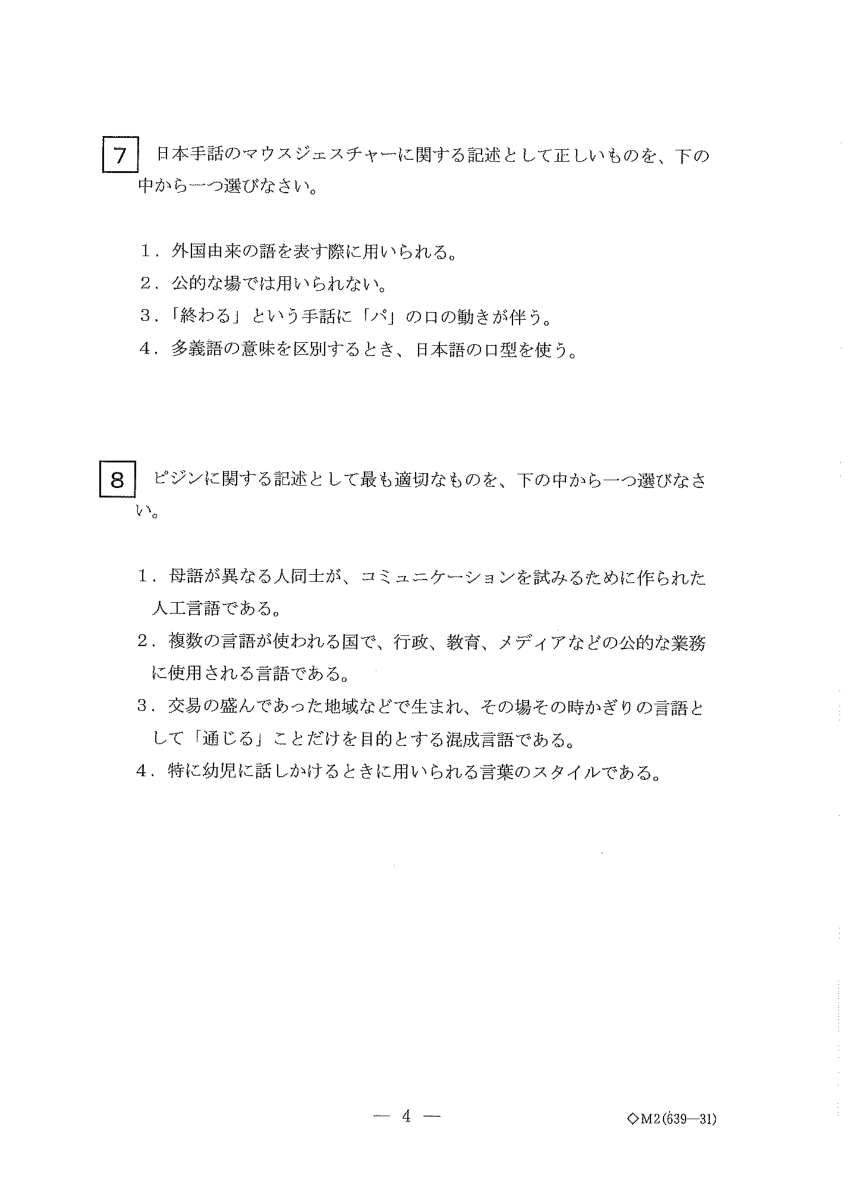 7 日本手話のマウスジェスチャーに関する記述として正しいものを、下の
中から一つ選びなさい。
1．外国由来の語を表す際に用いられる。
2．公的な場では用いられない。
3．「終わる」という手話に「パ」の口の動きが伴う。
4．多義語の意味を区別するとき、日本語の口型を使う。
8 ピジンに関する記述として最も適切なものを、下の中から一つ選びなさ
い。
1．母語が異なる人同士が、コミュニケーションを試みるために作られた
人工言語である。
2．複数の言語が使われる国で、行政、教育、メディアなどの公的な業務
に使用される言語である。
3．交易の盛んであった地域などで生まれ、その場その時かぎりの言語と
して「通じる」ことだけを目的とする混成言語である。
4．特に幼児に話しかけるときに用いられる言葉のスタイルである。
― 4 ―
◇M2(639―31)